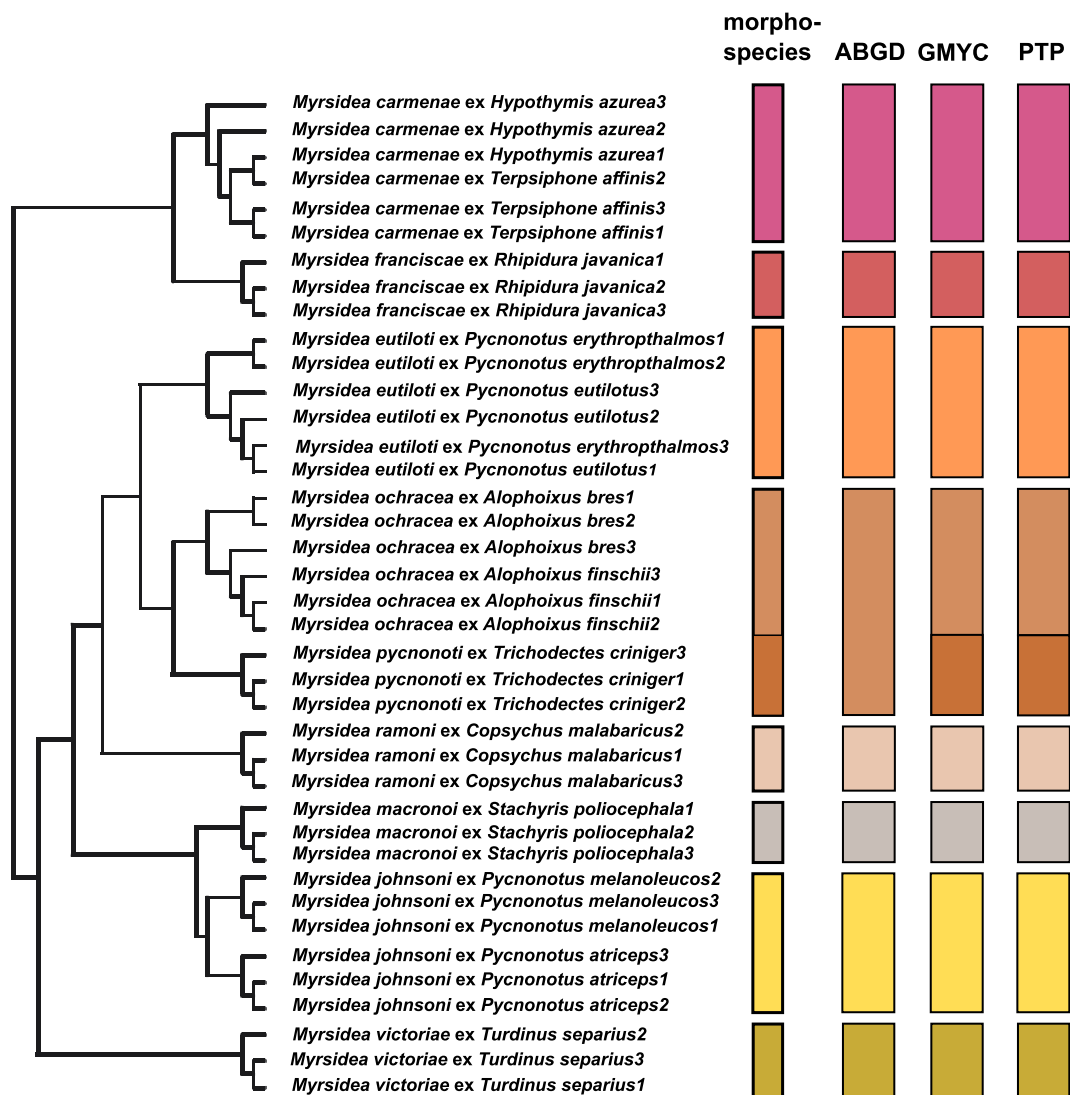 morpho-
species ABGD GMYC PTP
Myrsidea carmenae ex Hypothymis azurea3
Myrsidea carmenae ex Hypothymis azurea2
Myrsidea carmenae ex Hypothymis azurea1
Myrsidea carmenae ex Terpsiphone affinis2
Myrsidea carmenae ex Terpsiphone affinis3
Myrsidea carmenae ex Terpsiphone affinis1
Myrsidea franciscae ex Rhipidura javanica1
Myrsidea franciscae ex Rhipidura javanica2
Myrsidea franciscae ex Rhipidura javanica3
Myrsidea eutiloti ex Pycnonotus erythropthalmos1
Myrsidea eutiloti ex Pycnonotus erythropthalmos2
Myrsidea eutiloti ex Pycnonotus eutilotus3
Myrsidea eutiloti ex Pycnonotus eutilotus2
Myrsidea eutiloti ex Pycnonotus erythropthalmos3
Myrsidea eutiloti ex Pycnonotus eutilotus1
Myrsidea ochracea ex Alophoixus bres1
Myrsidea ochracea ex Alophoixus bres2
Myrsidea ochracea ex Alophoixus bres3
Myrsidea ochracea ex Alophoixus finschii3
Myrsidea ochracea ex Alophoixus finschii1
Myrsidea ochracea ex Alophoixus finschii2
Myrsidea pycnonoti ex Trichodectes criniger3
Myrsidea pycnonoti ex Trichodectes criniger1
Myrsidea pycnonoti ex Trichodectes criniger2
Myrsidea ramoni ex Copsychus malabaricus2
Myrsidea ramoni ex Copsychus malabaricus1
Myrsidea ramoni ex Copsychus malabaricus3
Myrsidea macronoi ex Stachyris poliocephala1
Myrsidea macronoi ex Stachyris poliocephala2
Myrsidea macronoi ex Stachyris poliocephala3
Myrsidea johnsoni ex Pycnonotus melanoleucos2
Myrsidea johnsoni ex Pycnonotus melanoleucos3
Myrsidea johnsoni ex Pycnonotus melanoleucos1
Myrsidea johnsoni ex Pycnonotus atriceps3
Myrsidea johnsoni ex Pycnonotus atriceps1
Myrsidea johnsoni ex Pycnonotus atriceps2
Myrsidea victoriae ex Turdinus separius2
Myrsidea victoriae ex Turdinus separius3
Myrsidea victoriae ex Turdinus separius1